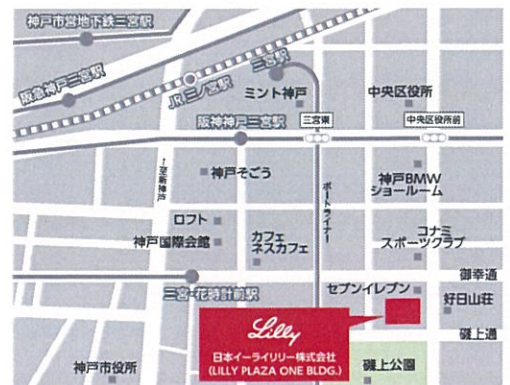 神戸市営地下鉄三宮駅
阪急神戸三宮駅
JR三ノ宮駅
三宮駅
ミント神戸
中央区役所
阪神神戸三宮駅
三宮東
中央区役所前
←至新神戸
神戸そごう
ポートライナー
神戸BMW
ショールーム
ロフト
神戸国際会館
カフェ
ネスカフェ
コナミ
スポーツクラブ
御幸通
三宮・花時計前駅
セブンイレブン
好日山荘
Lilly
日本イーライリリー株式会社
(LILLY PLAZA ONE BLDG.)
磯上通
神戸市役所
磯上公園